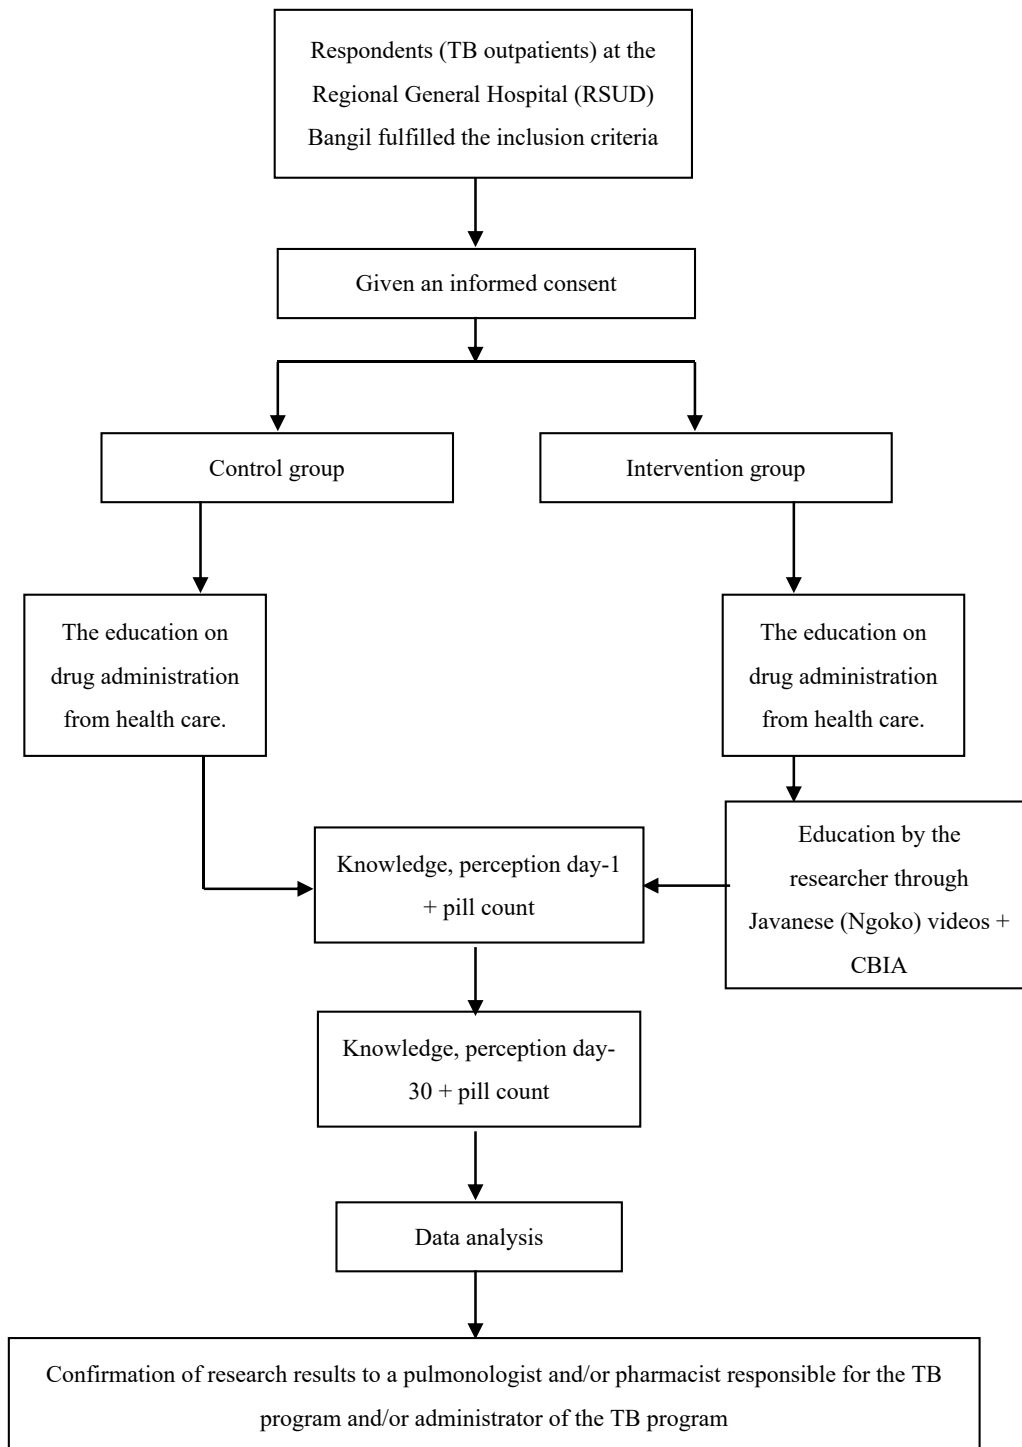 Respondents (TB outpatients) at the
Regional General Hospital (RSUD)
Bangil fulfilled the inclusion criteria
Given an informed consent
Control group
Intervention group
The education on
drug administration
from health care.
The education on
drug administration
from health care.
Education by the
researcher through
Javanese (Ngoko) videos +
CBIA
Knowledge, perception day-1
+ pill count
Knowledge, perception day-
30 + pill count
Data analysis
Confirmation of research results to a pulmonologist and/or pharmacist responsible for the TB
program and/or administrator of the TB program